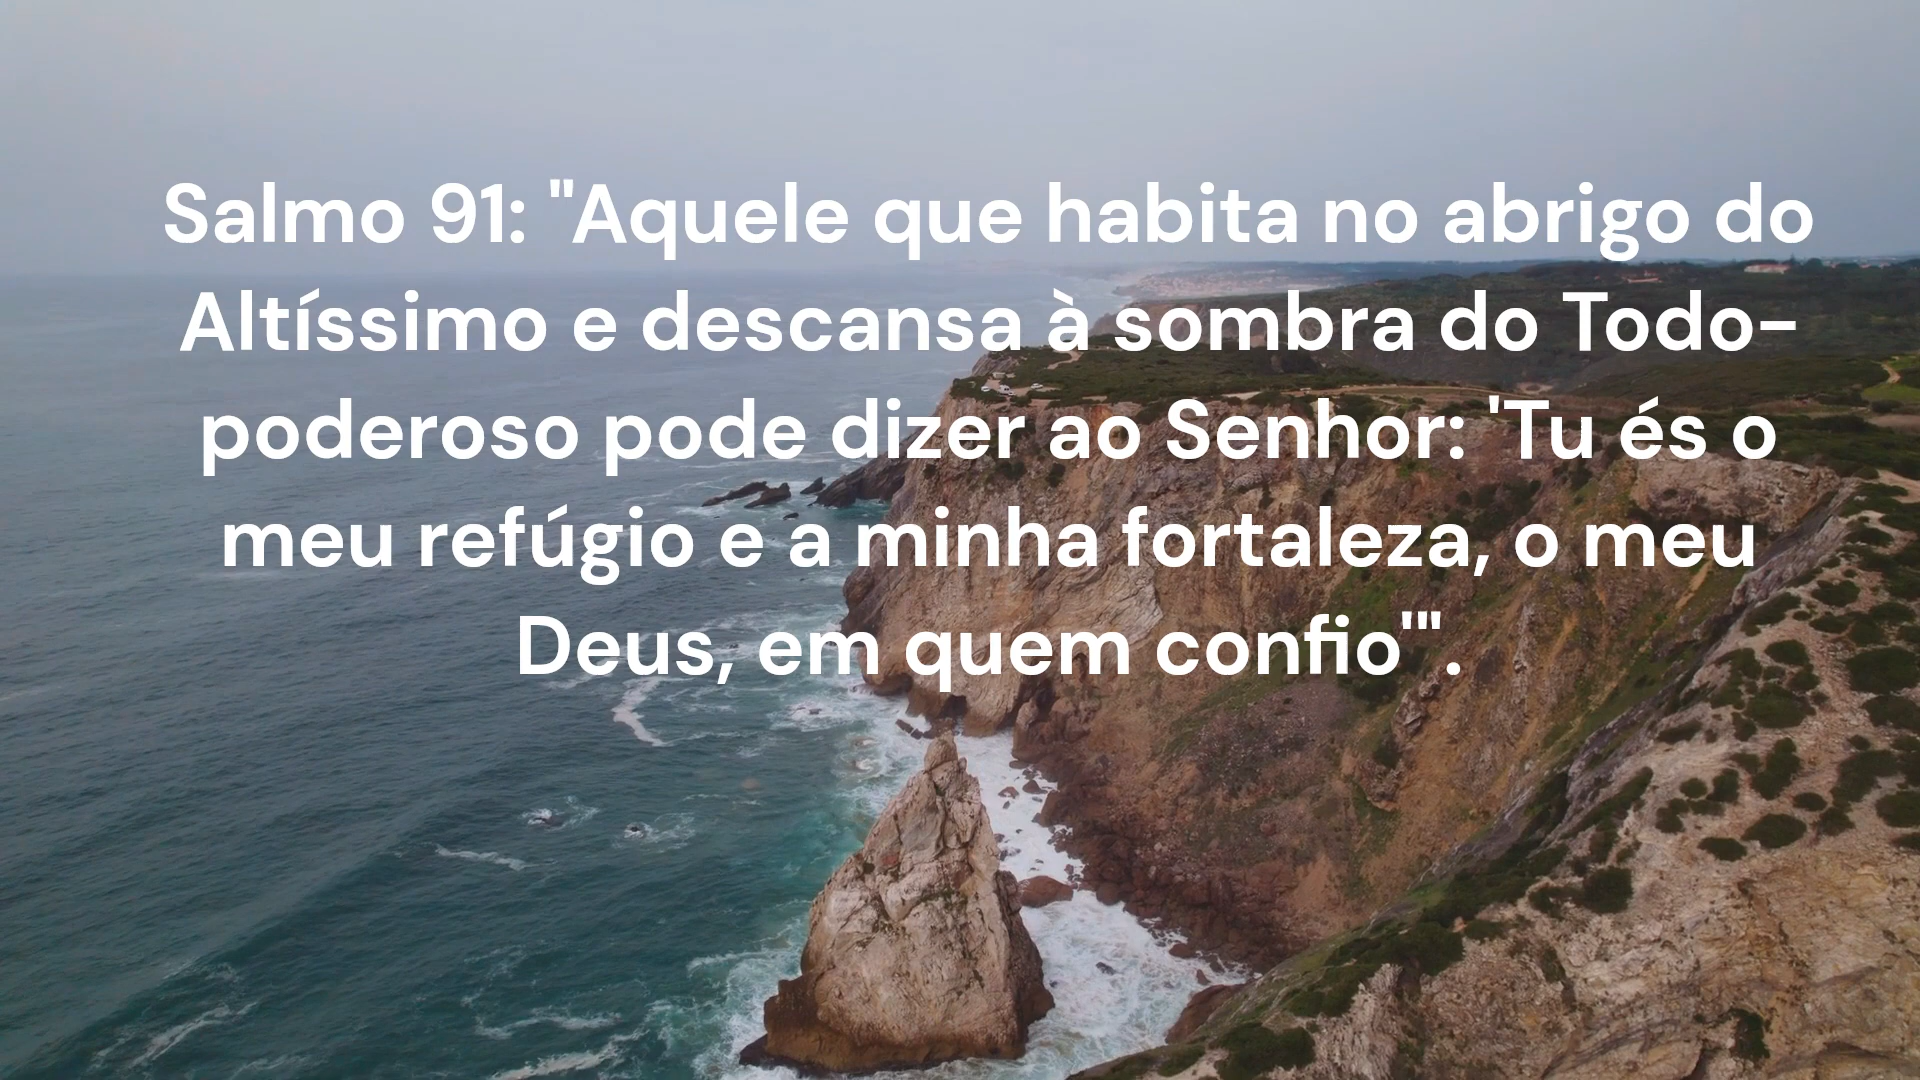 Salmo 91: "Aquele que habita no abrigo do
Altíssimo e descansa à sombra do Todo-
poderoso pode dizer ao Senhor: 'Tu és o
meu refúgio e a minha fortaleza, o meu
Deus, em quem confio'".